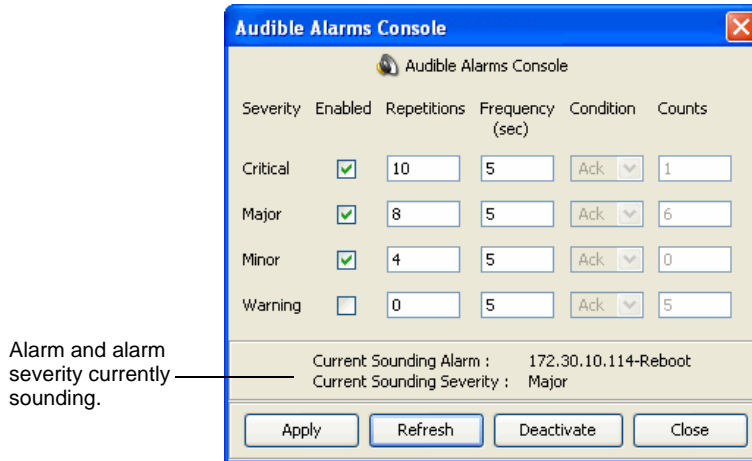 Audible Alarms Console
Audible Alarms Console
Severity Enabled Repetitions Frequency (sec) Condition Counts
Critical 10 5 Ack 1
Major 8 5 Ack 6
Minor 4 5 Ack 0
Warning 0 5 Ack 5
Alarm and alarm
severity currently
sounding.
Current Sounding Alarm : 172.30.10.114-Reboot
Current Sounding Severity : Major
Apply Refresh Deactivate Close